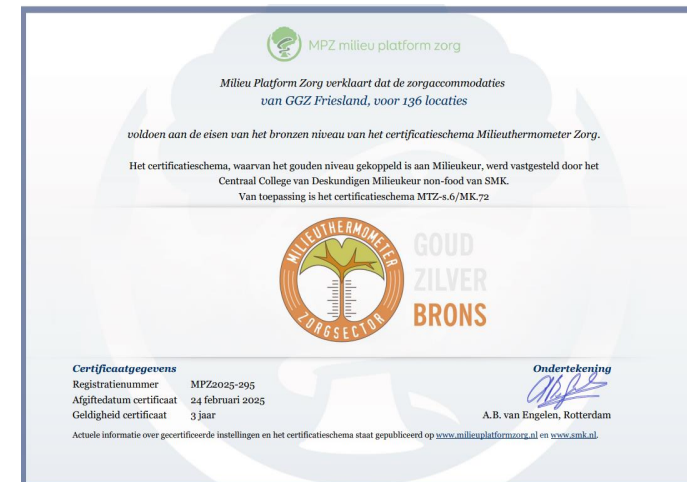 MPZ milieu platform zorg
Milieu Platform Zorg verklaart dat de zorgaccommodaties
van GGZ Friesland, voor 136 locaties
voldoen aan de eisen van het bronzen niveau van het certificatieschema Milieuthermometer Zorg.
Het certificatieschema, waarvan het gouden niveau gekoppeld is aan Milieukeur, werd vastgesteld door het
Centraal College van Deskundigen Milieukeur non-food van SMK.
Van toepassing is het certificatieschema MTZ-s.6/MK.72
MILIEUTHERMOMETER
ZORGSECTOR
GOUD
ZILVER
BRONS
Certificaatgegevens
Registratienummer MPZ2025-295
Afgiftedatum certificaat 24 februari 2025
Geldigheid certificaat 3 jaar
Ondertekening
A.B. van Engelen, Rotterdam
Actuele informatie over gecertificeerde instellingen en het certificatieschema staat gepubliceerd op www.milieuplatformzorg.nl en www.smk.nl.